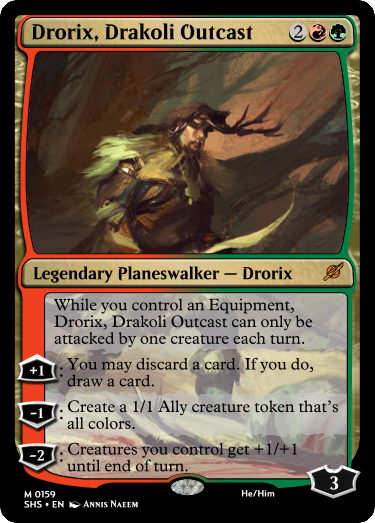 Drorix, Drakoli Outcast 2
Legendary Planeswalker — Drorix
While you control an Equipment,
Drorix, Drakoli Outcast can only be
attacked by one creature each turn.
+1: You may discard a card. If you do,
draw a card.
-1: Create a 1/1 Ally creature token that's
all colors.
-2: Creatures you control get +1/+1
until end of turn.
3
M 0159
He/Him
SHS • EN Annis Naeem